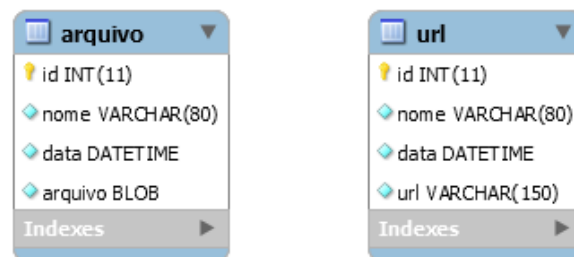 arquivo
id INT(11)
nome VARCHAR(80)
data DATETIME
arquivo BLOB
Indexes
url
id INT(11)
nome VARCHAR(80)
data DATETIME
url VARCHAR(150)
Indexes